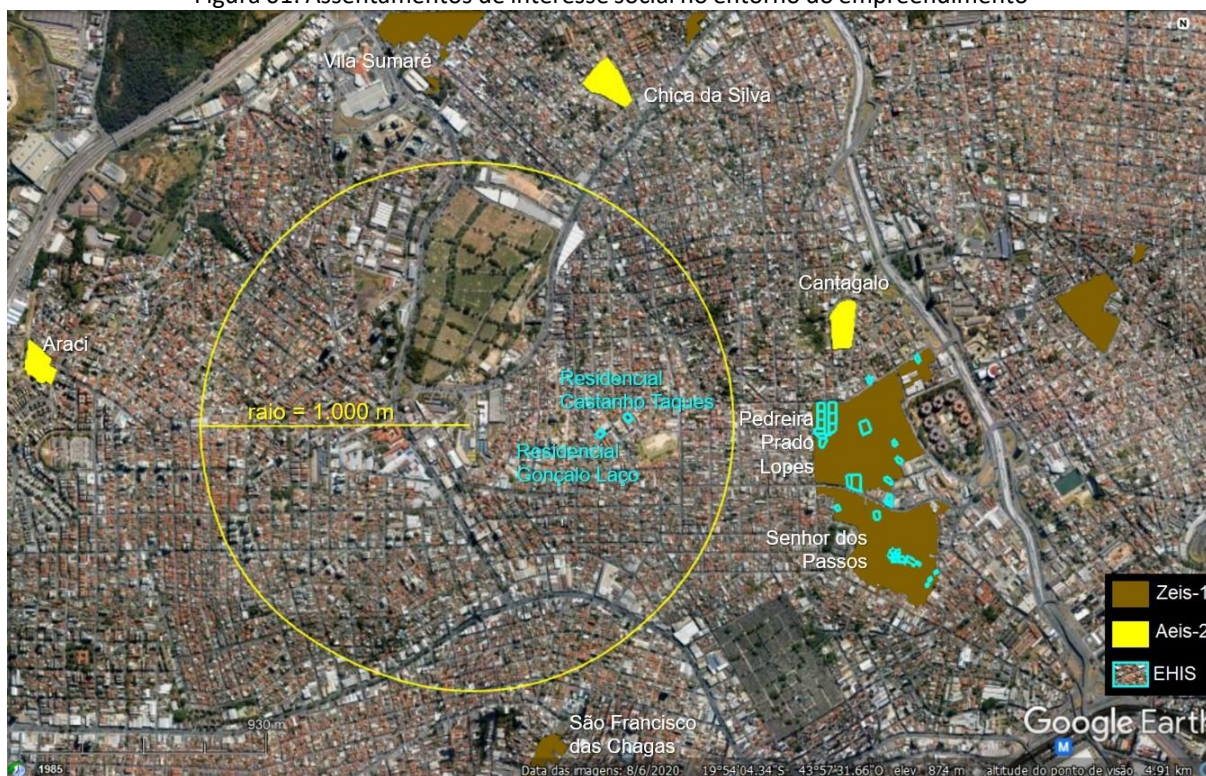 Figura 01: Assentamentos de interesse social no entorno do empreendimento
N
Vila Sumaré
Chica da Silva
Cantagalo
Araci
Residencial
Castanho Taques
raio = 1.000 m
Pedreira
Prado
Lopes
Residencial
Gonçalo Laço
Senhor dos
Passos
Zeis-1
Aeis-2
EHIS
São Francisco
das Chagas
930 m
Google Earth
M
1985
Data das imagens: 8/6/2020 19°54'04.34"S 43°57'31.66"O elev 874 m altitude do ponto de visão 4.91 km